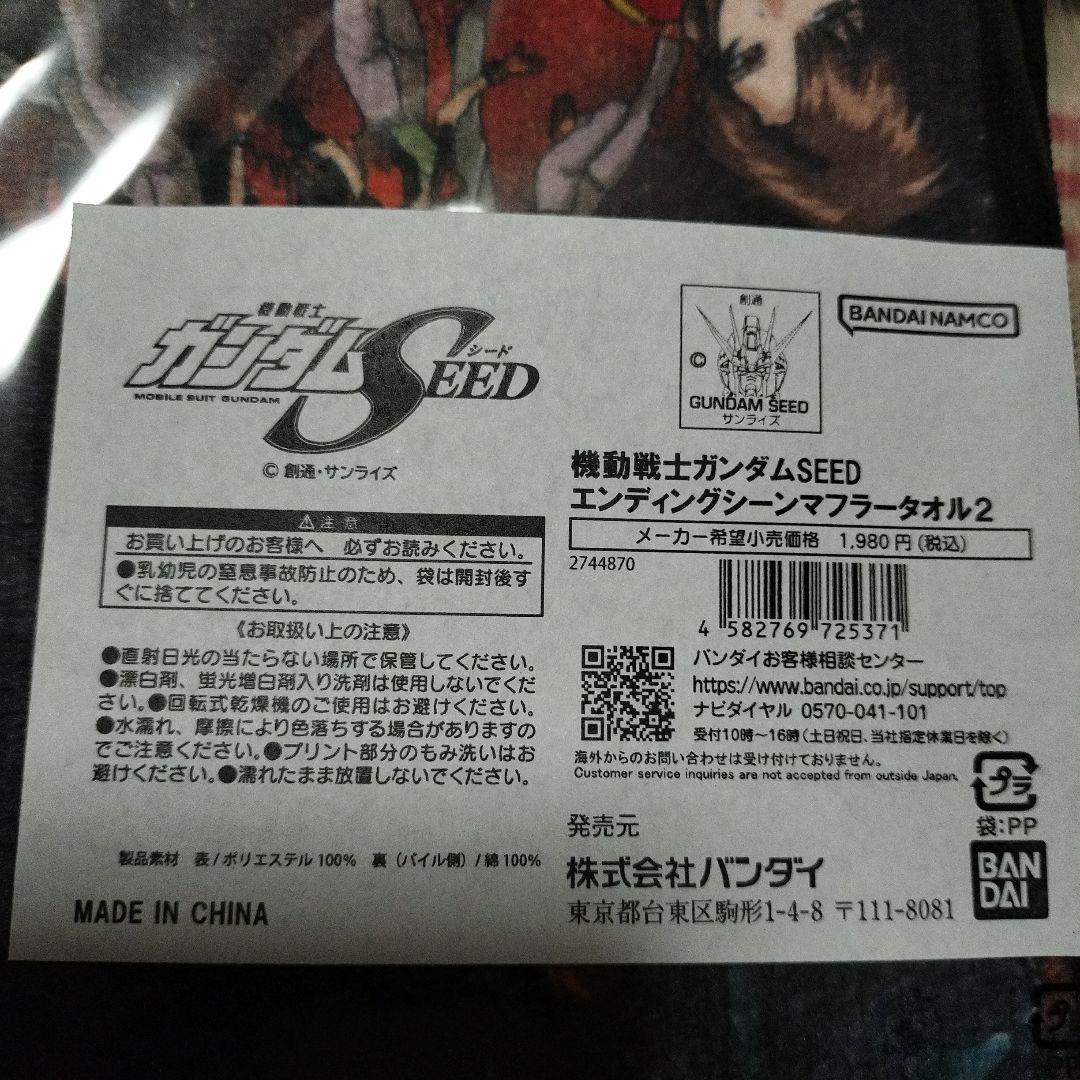 機動戦士
ガンダムSEED
シード
MOBILE SUIT GUNDAM
© 創通・サンライズ
⚠注意
お買い上げのお客様へ 必ずお読みください。
●乳幼児の窒息事故防止のため、袋は開封後す
ぐに捨ててください。
《お取扱い上の注意》
●直射日光の当たらない場所で保管してください。
●漂白剤、蛍光増白剤入り洗剤は使用しないでくだ
さい。●回転式乾燥機のご使用はお避けください。
●水濡れ、摩擦により色落ちする場合がありますの
でご注意ください。●プリント部分のもみ洗いはお
避けください。●濡れたまま放置しないでください。
製品素材 表/ポリエステル100% 裏(パイル側)/綿100%
MADE IN CHINA
創通
©
GUNDAM SEED
サンライズ
BANDAI NAMCO
機動戦士ガンダムSEED
エンディングシーンマフラータオル2
メーカー希望小売価格 1,980円(税込)
2744870
4 582769 725371
バンダイお客様相談センター
https://www.bandai.co.jp/support/top
ナビダイヤル 0570-041-101
受付10時~16時(土日祝日、当社指定休業日を除く)
海外からのお問い合わせは受け付けておりません。
Customer service inquiries are not accepted from outside Japan.
プラ
袋:PP
発売元
株式会社バンダイ
東京都台東区駒形1-4-8 〒111-8081
BAN
DAI